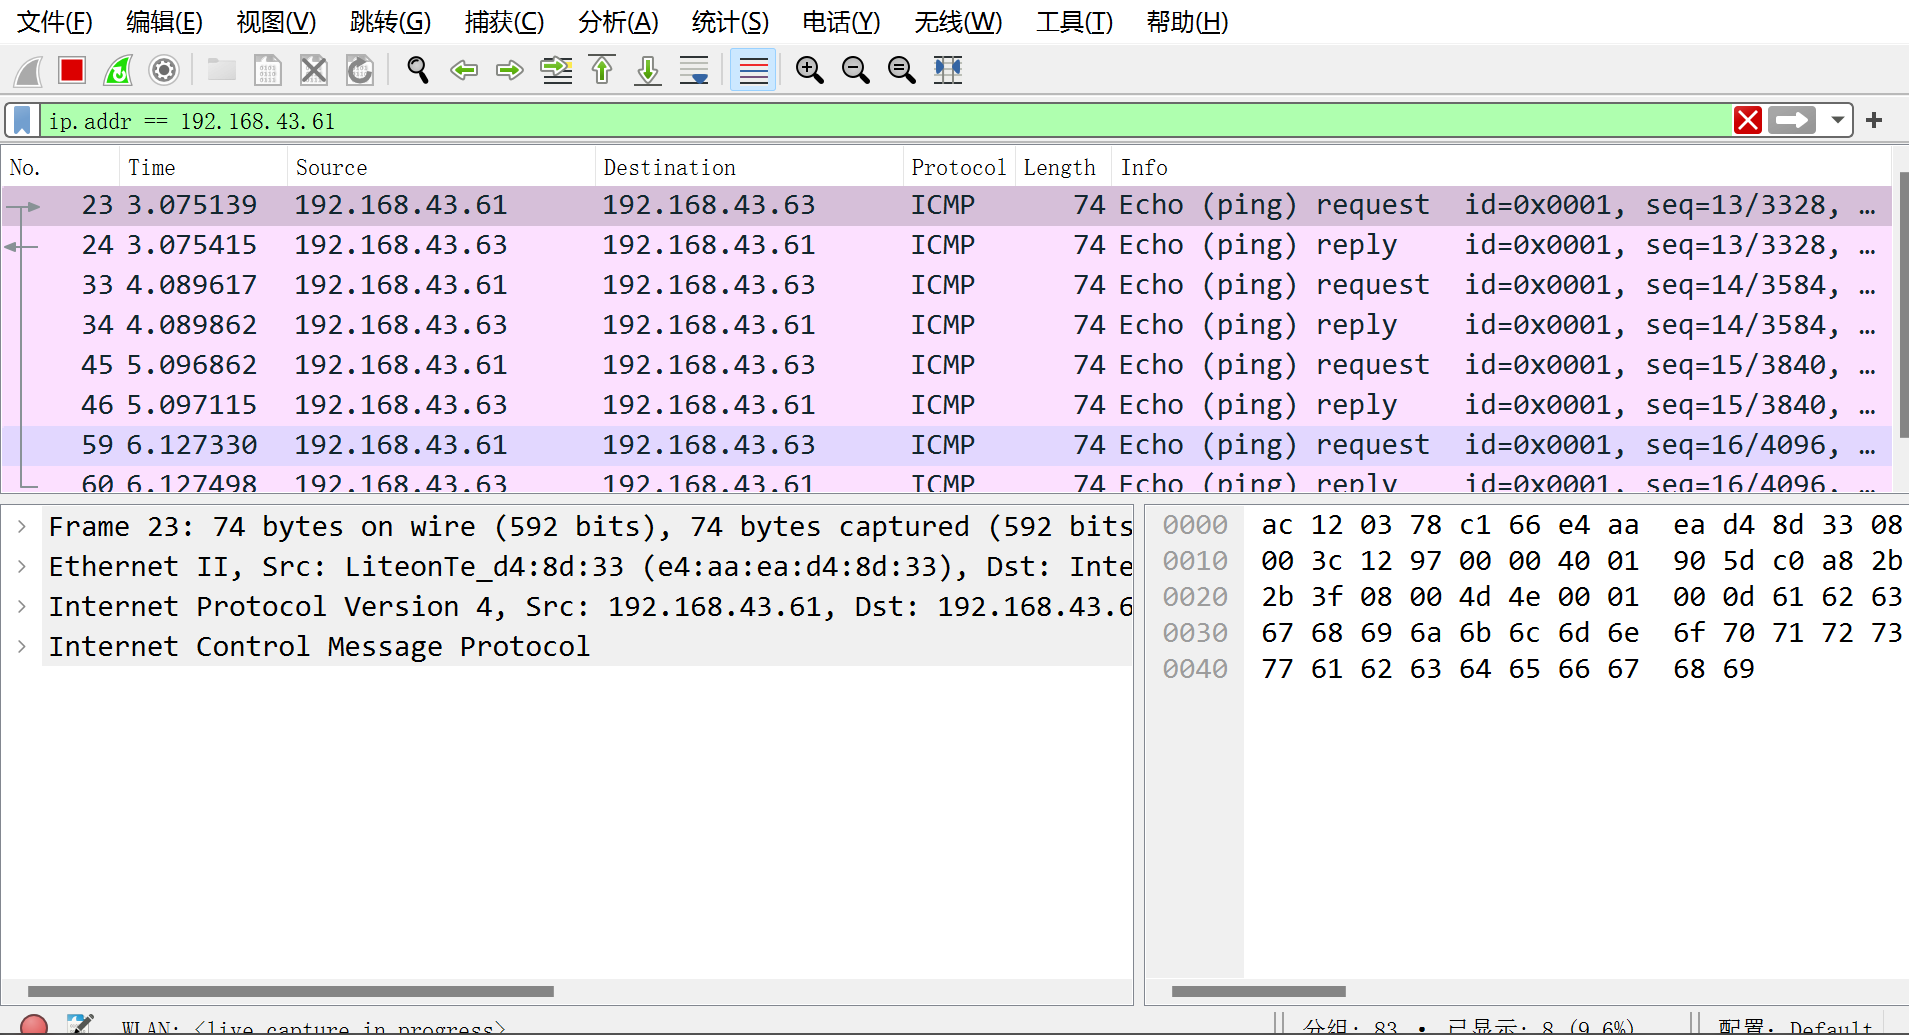 文件(F) 编辑(E) 视图(V) 跳转(G) 捕获(C) 分析(A) 统计(S) 电话(Y) 无线(W) 工具(T) 帮助(H)
ip.addr == 192.168.43.61
No. Time Source Destination Protocol Length Info
23 3.075139 192.168.43.61 192.168.43.63 ICMP 74 Echo (ping) request id=0x0001, seq=13/3328, …
24 3.075415 192.168.43.63 192.168.43.61 ICMP 74 Echo (ping) reply id=0x0001, seq=13/3328, …
33 4.089617 192.168.43.61 192.168.43.63 ICMP 74 Echo (ping) request id=0x0001, seq=14/3584, …
34 4.089862 192.168.43.63 192.168.43.61 ICMP 74 Echo (ping) reply id=0x0001, seq=14/3584, …
45 5.096862 192.168.43.61 192.168.43.63 ICMP 74 Echo (ping) request id=0x0001, seq=15/3840, …
46 5.097115 192.168.43.63 192.168.43.61 ICMP 74 Echo (ping) reply id=0x0001, seq=15/3840, …
59 6.127330 192.168.43.61 192.168.43.63 ICMP 74 Echo (ping) request id=0x0001, seq=16/4096, …
60 6.127498 192.168.43.63 192.168.43.61 ICMP 74 Echo (ping) reply id=0x0001, seq=16/4096, …
Frame 23: 74 bytes on wire (592 bits), 74 bytes captured (592 bits
Ethernet II, Src: LiteonTe_d4:8d:33 (e4:aa:ea:d4:8d:33), Dst: Inte
Internet Protocol Version 4, Src: 192.168.43.61, Dst: 192.168.43.6
Internet Control Message Protocol
0000 ac 12 03 78 c1 66 e4 aa ea d4 8d 33 08
0010 00 3c 12 97 00 00 40 01 90 5d c0 a8 2b
0020 2b 3f 08 00 4d 4e 00 01 00 0d 61 62 63
0030 67 68 69 6a 6b 6c 6d 6e 6f 70 71 72 73
0040 77 61 62 63 64 65 66 67 68 69
WLAN: <live capture in progress> 分组: 83 · 已显示: 8 (9.6%) 配置: Default